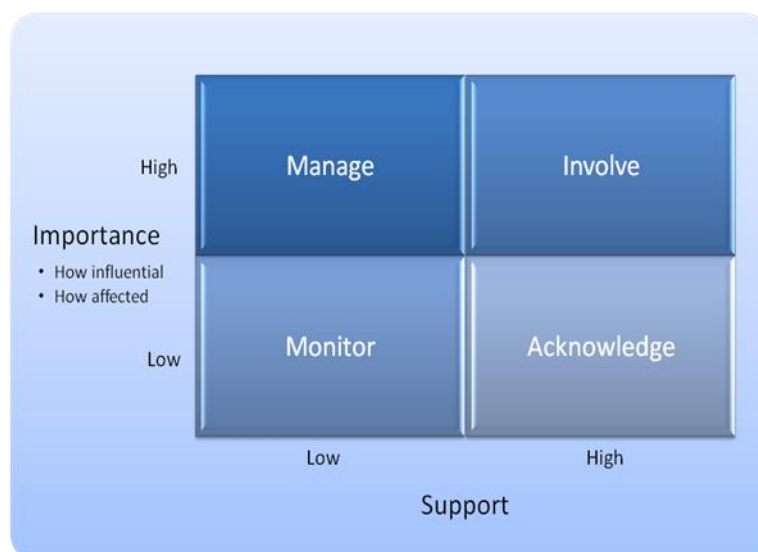 High
Manage
Involve
Importance
• How influential
• How affected
Low
Monitor
Acknowledge
Low
High
Support